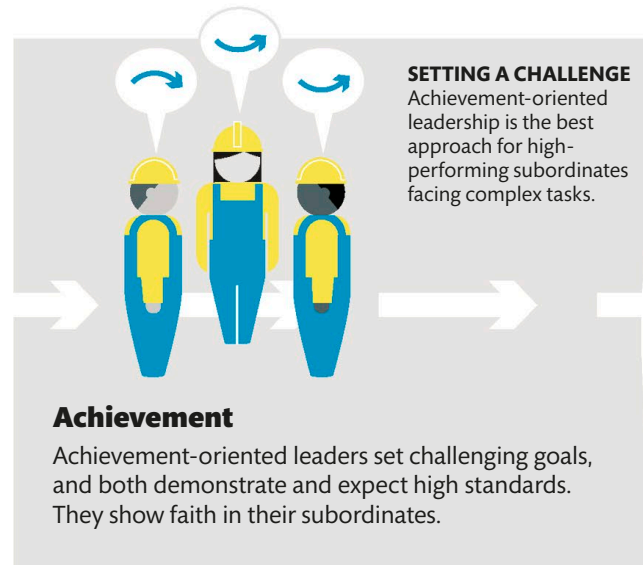 SETTING A CHALLENGE
Achievement-oriented
leadership is the best
approach for high-
performing subordinates
facing complex tasks.
Achievement
Achievement-oriented leaders set challenging goals,
and both demonstrate and expect high standards.
They show faith in their subordinates.